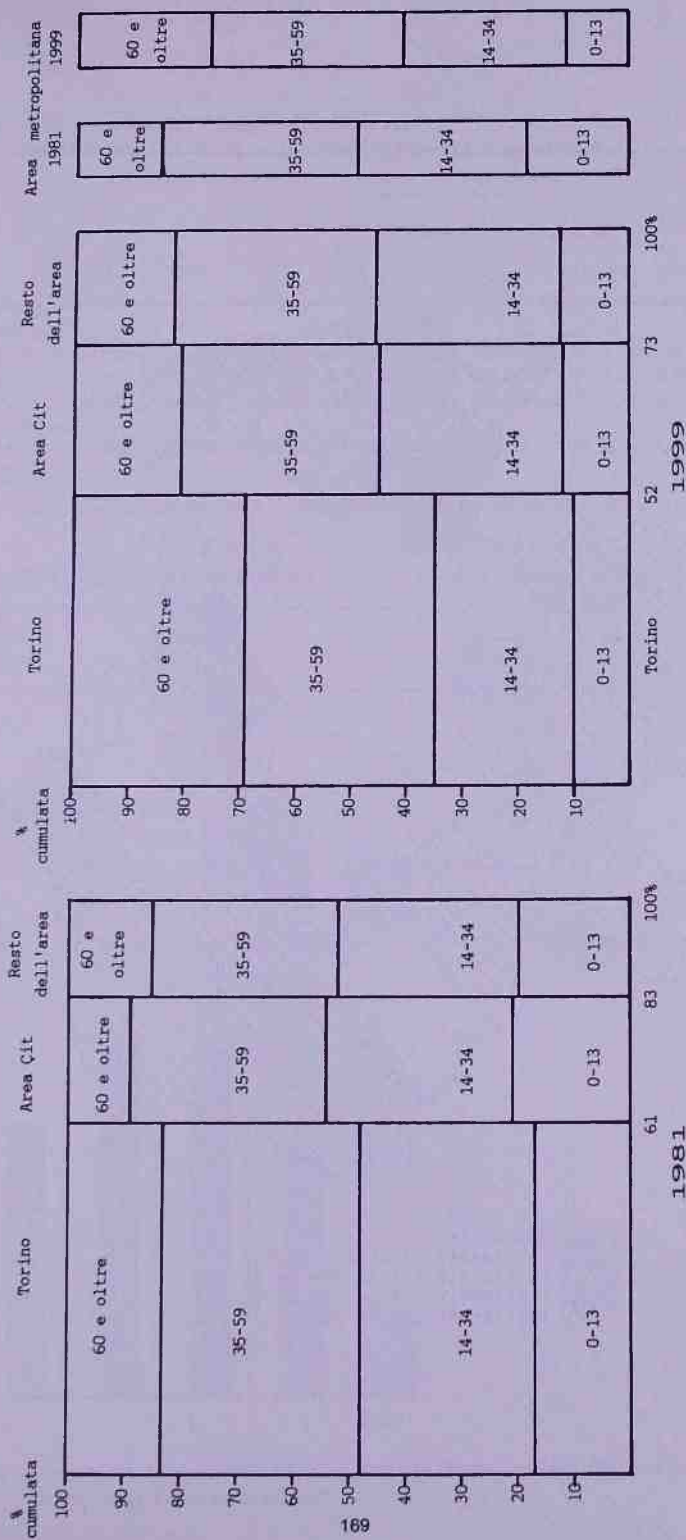 %
cumulata
Torino
Area Cit
Resto
dell'area
100
90
80
70
60
50
40
30
20
10
60 e oltre
60 e oltre
60 e
oltre
35-59
35-59
35-59
14-34
14-34
14-34
0-13
0-13
0-13
61
83
100%
1981
%
cumulata
Torino
Area Cit
Resto
dell'area
100
90
80
70
60
50
40
30
20
10
60 e oltre
60 e oltre
60 e oltre
35-59
35-59
35-59
14-34
14-34
14-34
0-13
0-13
0-13
Torino
52
73
100%
1999
Area metropolitana
1981
1999
60 e
oltre
60 e
oltre
35-59
35-59
14-34
14-34
0-13
0-13
169